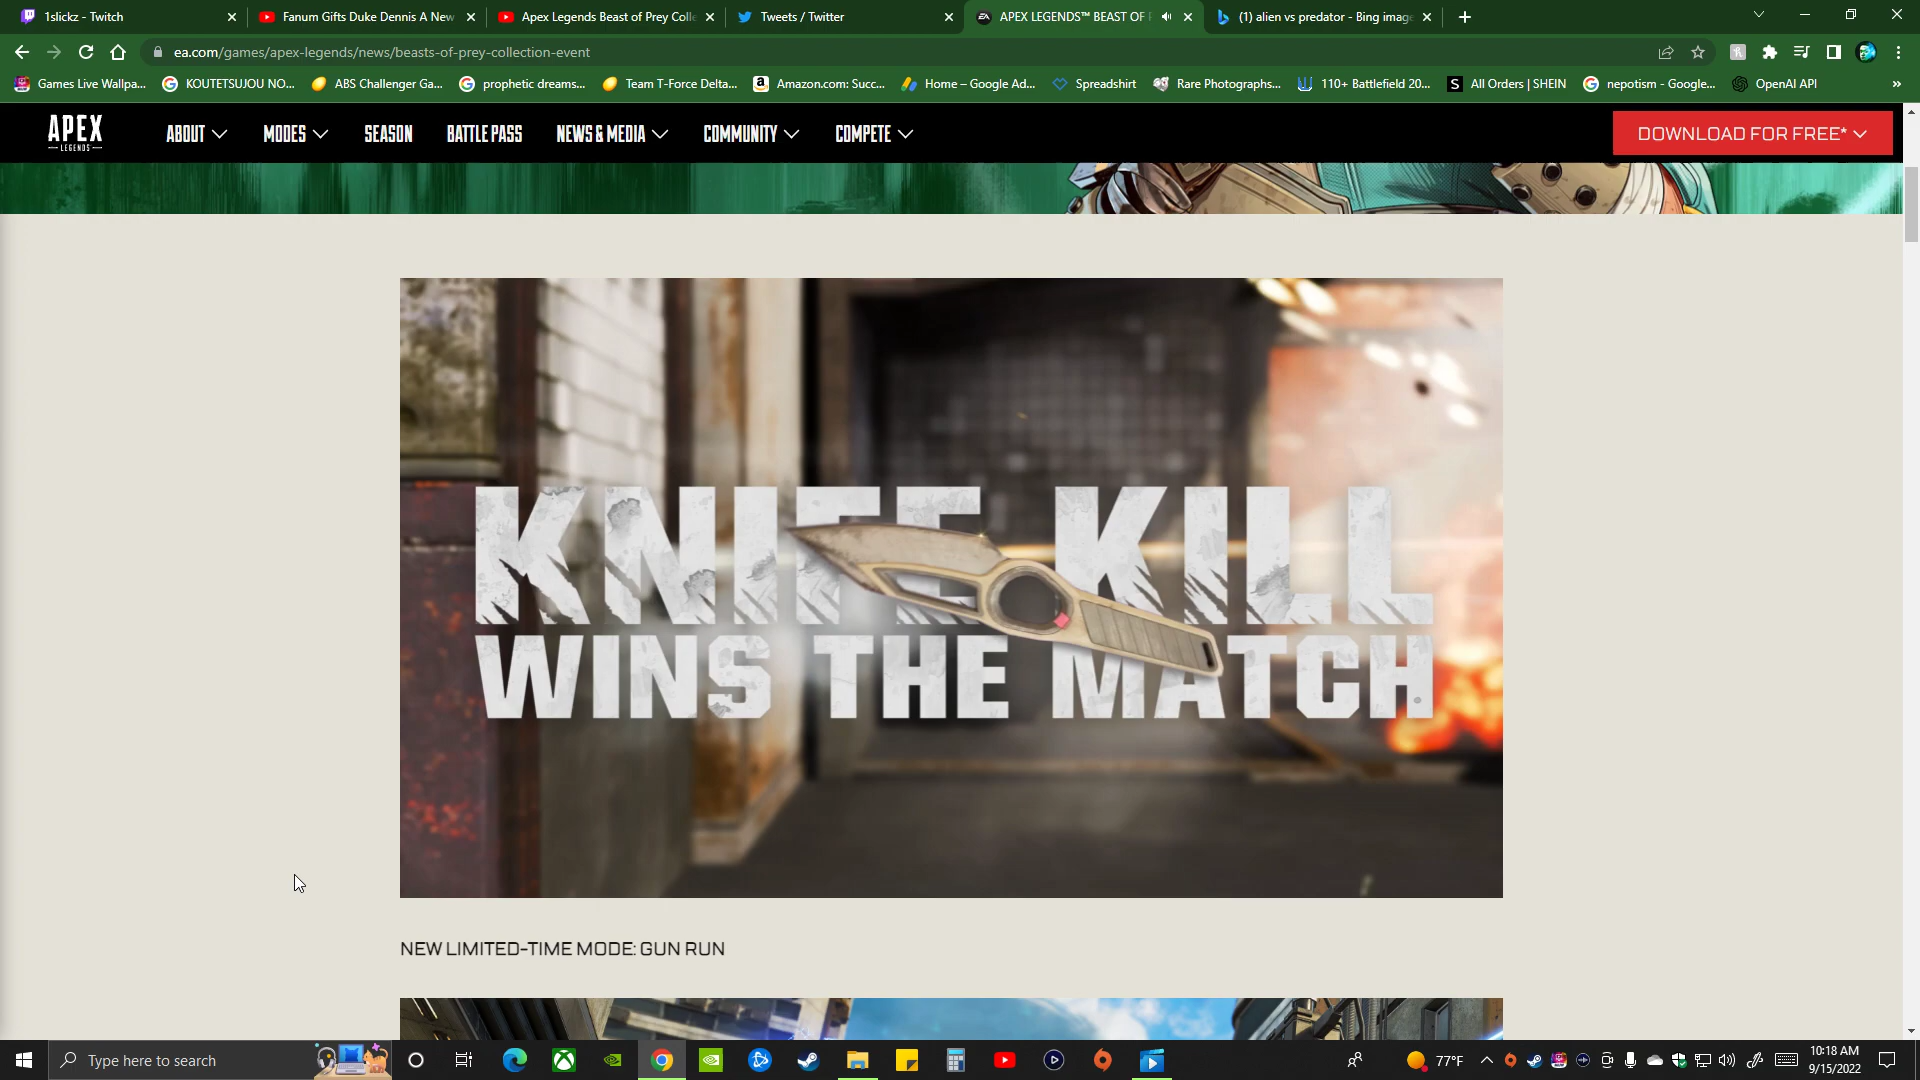 1slickz - Twitch
Fanum Gifts Duke Dennis A New
Apex Legends Beast of Prey Colle
Tweets / Twitter
APEX LEGENDS™ BEAST OF P
(1) alien vs predator - Bing image
ea.com/games/apex-legends/news/beasts-of-prey-collection-event
Games Live Wallpa...
KOUTETSUJOU NO...
ABS Challenger Ga...
prophetic dreams...
Team T-Force Delta...
Amazon.com: Succ...
Home – Google Ad...
Spreadshirt
Rare Photographs...
110+ Battlefield 20...
All Orders | SHEIN
nepotism - Google...
OpenAI API
APEX
LEGENDS
ABOUT
MODES
SEASON
BATTLE PASS
NEWS & MEDIA
COMMUNITY
COMPETE
DOWNLOAD FOR FREE*
KNIFE KILL
WINS THE MATCH
NEW LIMITED-TIME MODE: GUN RUN
Type here to search
77°F
10:18 AM
9/15/2022